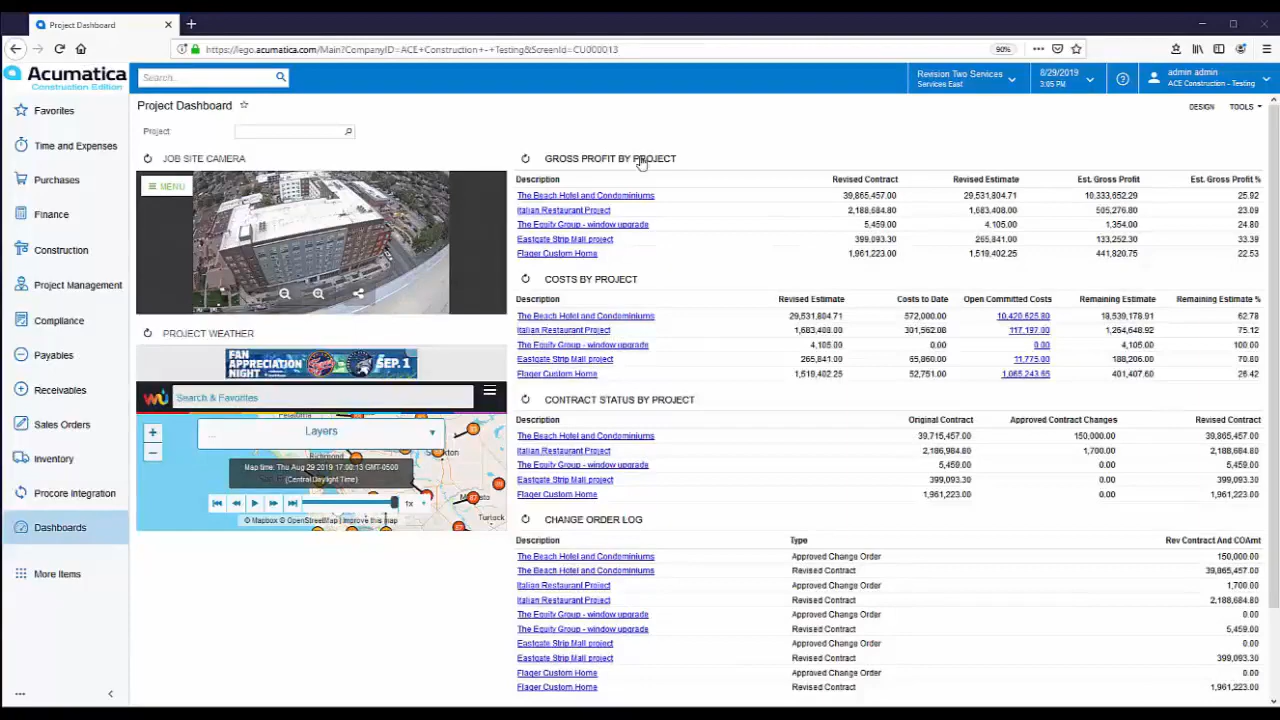 Project Dashboard
https://lego.acumatica.com/Main?CompanyID=ACE+Construction+-+Testing&ScreenId=CU000013
90%
Acumatica
Construction Edition
Search...
Revision Two Services
Services East
8/29/2019
3:05 PM
admin admin
ACE Construction - Testing
Favorites
Time and Expenses
Purchases
Finance
Construction
Project Management
Compliance
Payables
Receivables
Sales Orders
Inventory
Procore Integration
Dashboards
More Items
Project Dashboard
DESIGN TOOLS
Project
JOB SITE CAMERA
MENU
PROJECT WEATHER
FAN APPRECIATION NIGHT
SEP.1
wu Search & Favorites
+
−
... Layers
Map time: Thu Aug 29 2019 17:00:13 GMT-0500
(Central Daylight Time)
1x
Richmond
Turlock
© Mapbox © OpenStreetMap | Improve this map
GROSS PROFIT BY PROJECT
Description Revised Contract Revised Estimate Est. Gross Profit Est. Gross Profit %
The Beach Hotel and Condominiums 39,865,457.00 29,531,804.71 10,333,652.29 25.92
Italian Restaurant Project 2,188,684.80 1,683,408.00 505,276.80 23.09
The Equity Group - window upgrade 5,459.00 4,105.00 1,354.00 24.80
Eastgate Strip Mall project 399,093.30 265,841.00 133,252.30 33.39
Flager Custom Home 1,961,223.00 1,519,402.25 441,820.75 22.53
COSTS BY PROJECT
Description Revised Estimate Costs to Date Open Committed Costs Remaining Estimate Remaining Estimate %
The Beach Hotel and Condominiums 29,531,804.71 572,000.00 10,420,625.80 18,539,178.91 62.78
Italian Restaurant Project 1,683,408.00 301,562.08 117,197.00 1,264,648.92 75.12
The Equity Group - window upgrade 4,105.00 0.00 0.00 4,105.00 100.00
Eastgate Strip Mall project 265,841.00 65,860.00 11,775.00 188,206.00 70.80
Flager Custom Home 1,519,402.25 52,751.00 1,065,243.65 401,407.60 26.42
CONTRACT STATUS BY PROJECT
Description Original Contract Approved Contract Changes Revised Contract
The Beach Hotel and Condominiums 39,715,457.00 150,000.00 39,865,457.00
Italian Restaurant Project 2,186,984.80 1,700.00 2,188,684.80
The Equity Group - window upgrade 5,459.00 0.00 5,459.00
Eastgate Strip Mall project 399,093.30 0.00 399,093.30
Flager Custom Home 1,961,223.00 0.00 1,961,223.00
CHANGE ORDER LOG
Description Type Rev Contract And COAmt
The Beach Hotel and Condominiums Approved Change Order 150,000.00
The Beach Hotel and Condominiums Revised Contract 39,865,457.00
Italian Restaurant Project Approved Change Order 1,700.00
Italian Restaurant Project Revised Contract 2,188,684.80
The Equity Group - window upgrade Approved Change Order 0.00
The Equity Group - window upgrade Revised Contract 5,459.00
Eastgate Strip Mall project Approved Change Order 0.00
Eastgate Strip Mall project Revised Contract 399,093.30
Flager Custom Home Approved Change Order 0.00
Flager Custom Home Revised Contract 1,961,223.00